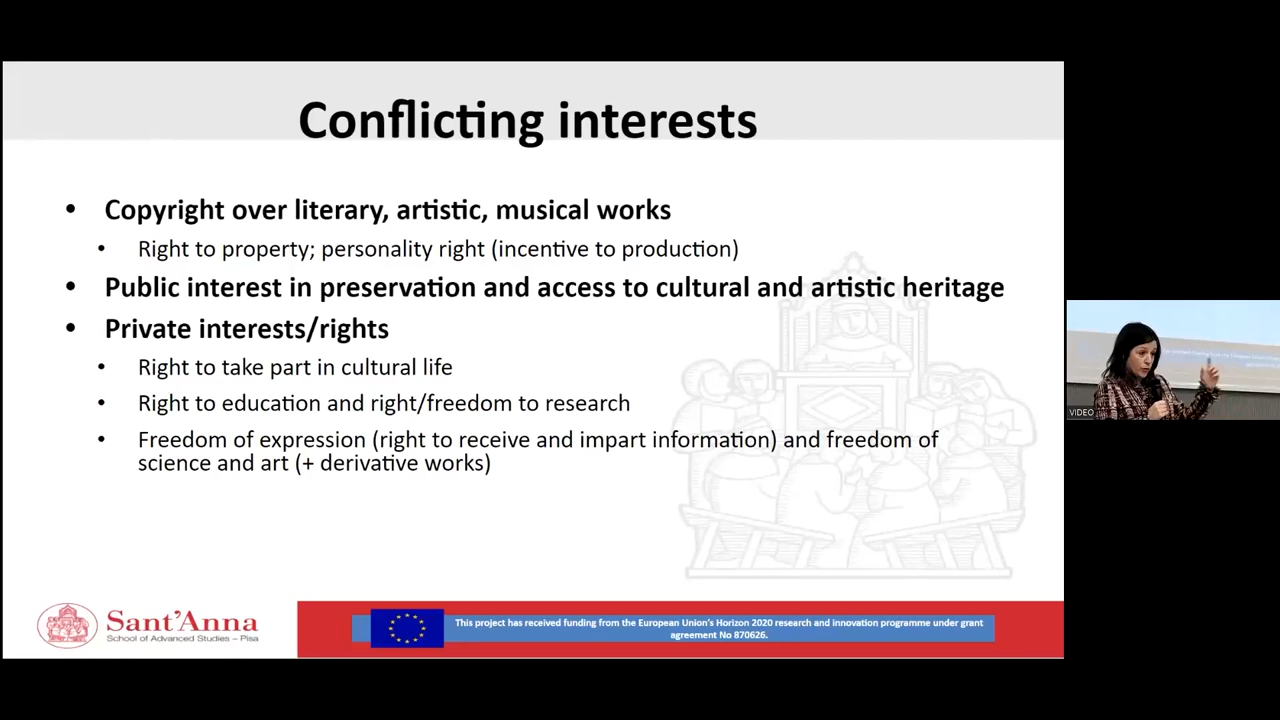 Conflicting interests
• Copyright over literary, artistic, musical works
• Right to property; personality right (incentive to production)
• Public interest in preservation and access to cultural and artistic heritage
• Private interests/rights
• Right to take part in cultural life
• Right to education and right/freedom to research
• Freedom of expression (right to receive and impart information) and freedom of
science and art (+ derivative works)
VIDEO
Sant'Anna
School of Advanced Studies – Pisa
This project has received funding from the European Union's Horizon 2020 research and innovation programme under grant
agreement No 870626.